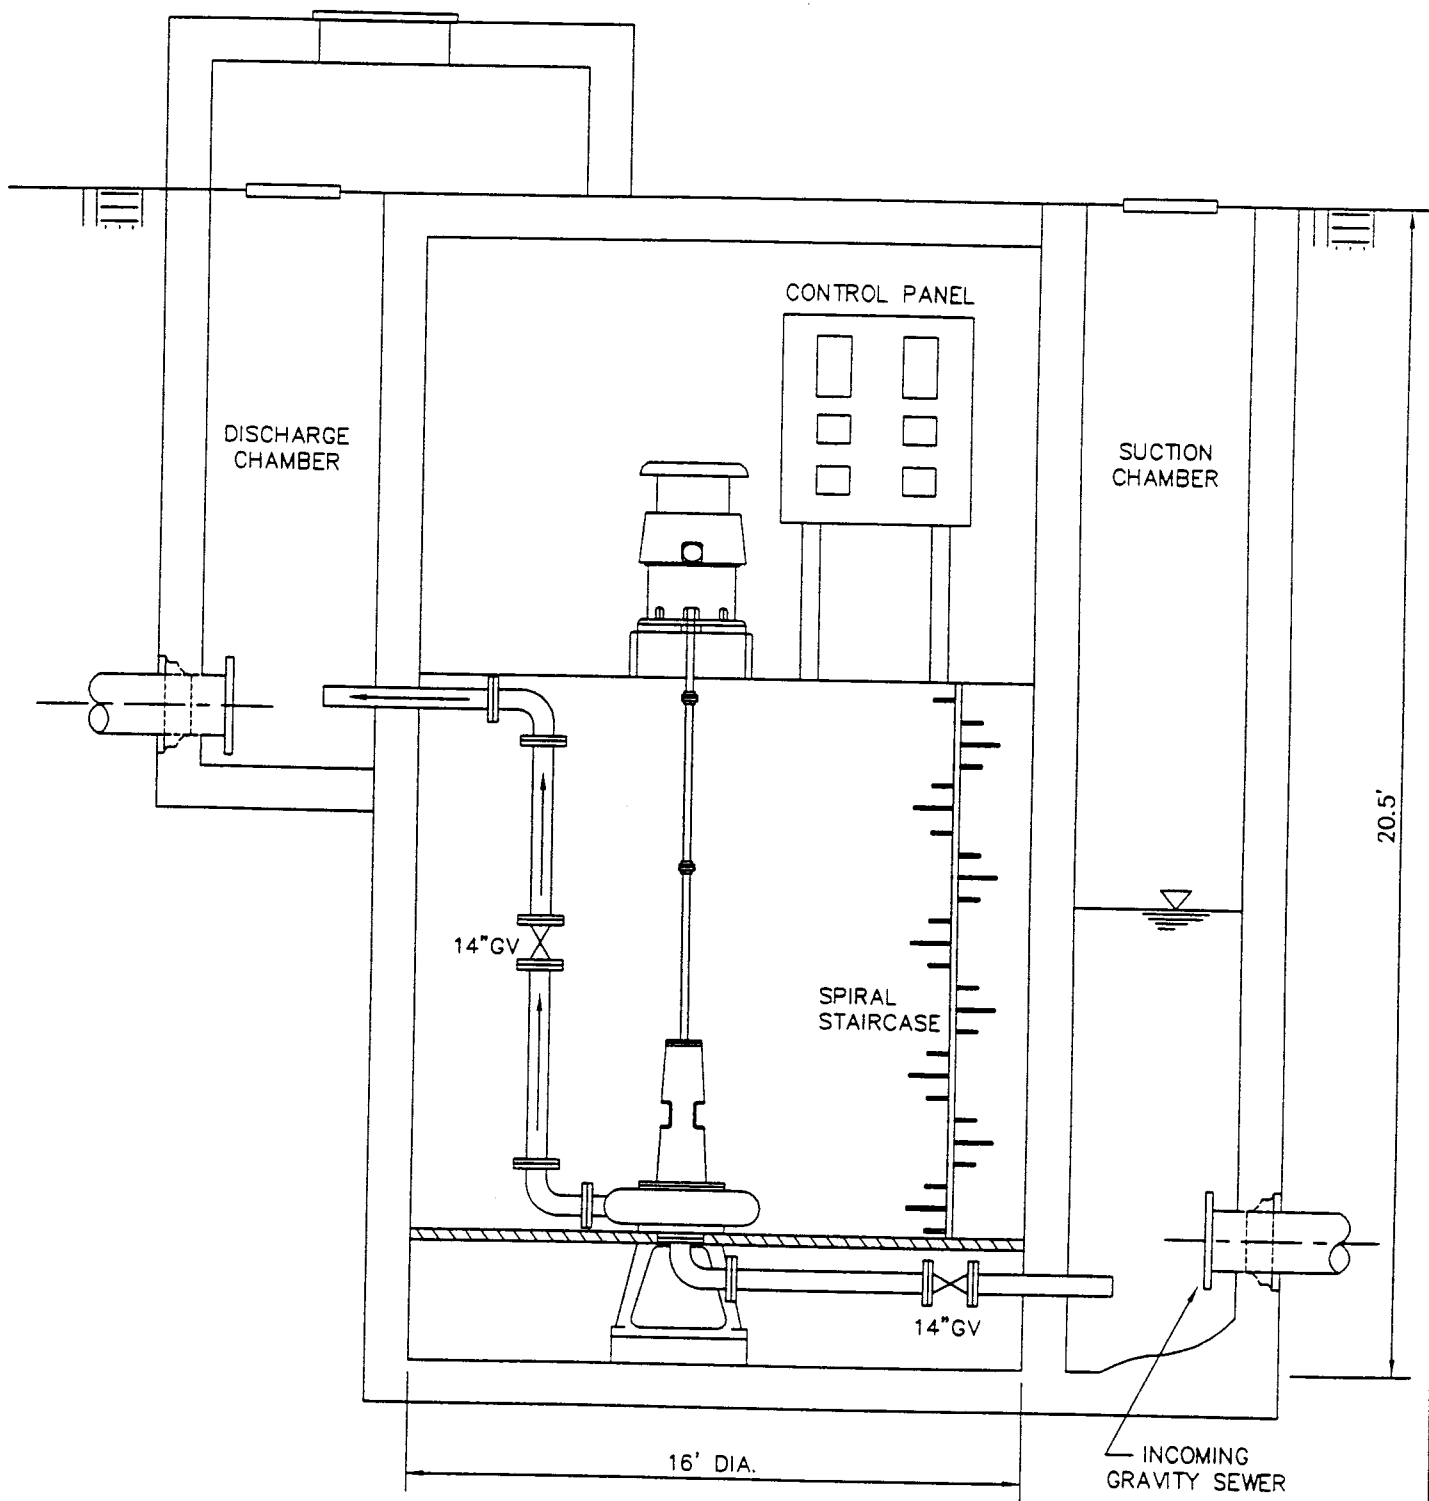 CONTROL PANEL
DISCHARGE
CHAMBER
SUCTION
CHAMBER
20.5'
14"GV
SPIRAL
STAIRCASE
14"GV
16' DIA.
INCOMING
GRAVITY SEWER